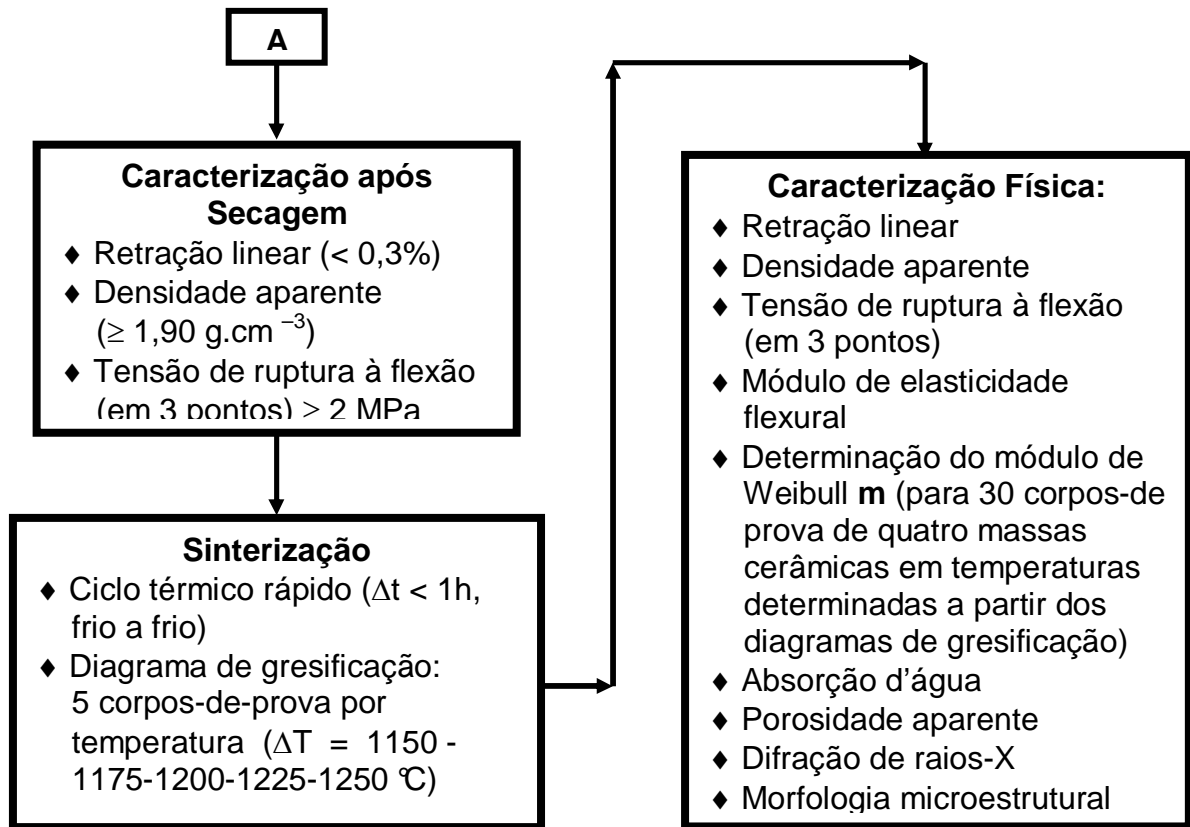 A
Caracterização após
Secagem
♦ Retração linear (< 0,3%)
♦ Densidade aparente
(≥ 1,90 g.cm ⁻³)
♦ Tensão de ruptura à flexão
(em 3 pontos) ≥ 2 MPa
Sinterização
♦ Ciclo térmico rápido (Δt < 1h,
frio a frio)
♦ Diagrama de gresificação:
5 corpos-de-prova por
temperatura (ΔT = 1150 -
1175-1200-1225-1250 °C)
Caracterização Física:
♦ Retração linear
♦ Densidade aparente
♦ Tensão de ruptura à flexão
(em 3 pontos)
♦ Módulo de elasticidade
flexural
♦ Determinação do módulo de
Weibull m (para 30 corpos-de
prova de quatro massas
cerâmicas em temperaturas
determinadas a partir dos
diagramas de gresificação)
♦ Absorção d’água
♦ Porosidade aparente
♦ Difração de raios-X
♦ Morfologia microestrutural